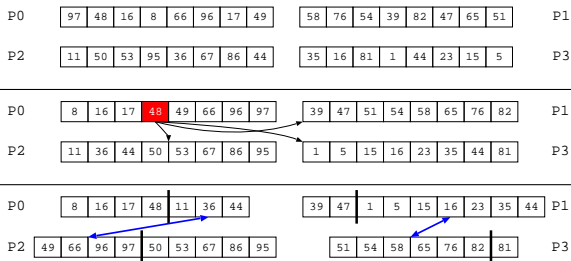 P0 97 48 16 8 66 96 17 49 58 76 54 39 82 47 65 51 P1
P2 11 50 53 95 36 67 86 44 35 16 81 1 44 23 15 5 P3
P0 8 16 17 48 49 66 96 97 39 47 51 54 58 65 76 82 P1
P2 11 36 44 50 53 67 86 95 1 5 15 16 23 35 44 81 P3
P0 8 16 17 48 11 36 44 39 47 1 5 15 16 23 35 44 P1
P2 49 66 96 97 50 53 67 86 95 51 54 58 65 76 82 81 P3